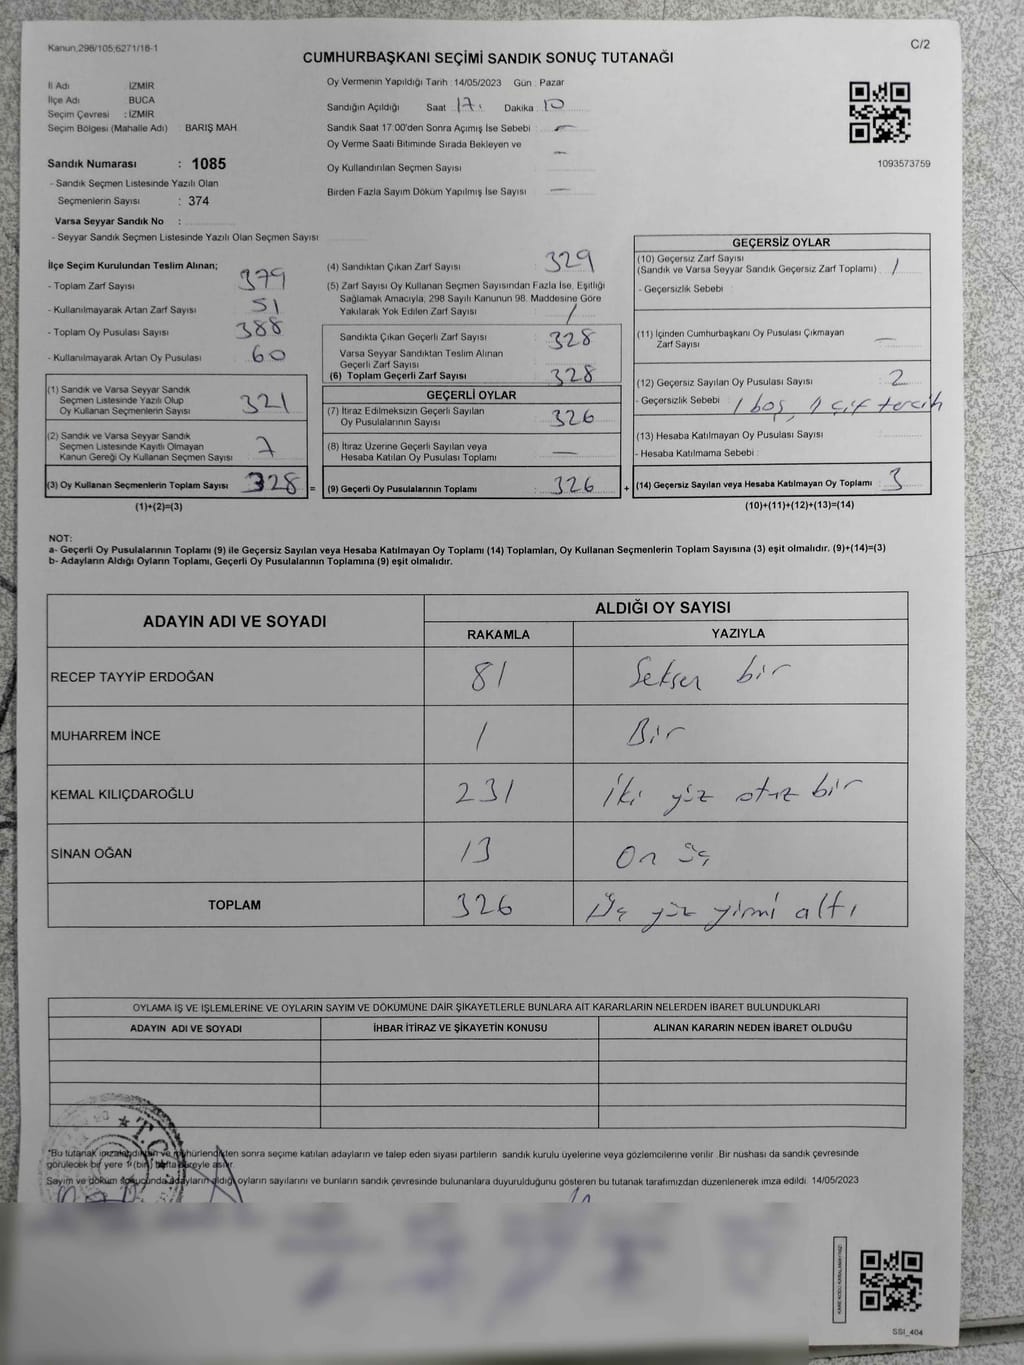 Kanun,298/105;6271/18-1
C/2
CUMHURBAŞKANI SEÇİMİ SANDIK SONUÇ TUTANAĞI
İl Adı İZMİR
İlçe Adı BUCA
Seçim Çevresi : İZMİR
Seçim Bölgesi (Mahalle Adı) : BARIŞ MAH
Sandık Numarası : 1085
- Sandık Seçmen Listesinde Yazılı Olan
Seçmenlerin Sayısı : 374
Varsa Seyyar Sandık No :
- Seyyar Sandık Seçmen Listesinde Yazılı Olan Seçmen Sayısı
Oy Vermenin Yapıldığı Tarih : 14/05/2023 Gün : Pazar
Sandığın Açıldığı Saat 17. Dakika 10
Sandık Saat 17:00'den Sonra Açımış İse Sebebi : —
Oy Verme Saati Bitiminde Sırada Bekleyen ve
Oy Kullandırılan Seçmen Sayısı —
Birden Fazla Sayım Döküm Yapılmış İse Sayısı —
1093573759
İlçe Seçim Kurulundan Teslim Alınan;
- Toplam Zarf Sayısı : 379
- Kullanılmayarak Artan Zarf Sayısı : 51
- Toplam Oy Pusulası Sayısı : 388
- Kullanılmayarak Artan Oy Pusulası : 60
(1) Sandık ve Varsa Seyyar Sandık
Seçmen Listesinde Yazılı Olup
Oy Kullanan Seçmenlerin Sayısı : 321
(2) Sandık ve Varsa Seyyar Sandık
Seçmen Listesinde Kayıtlı Olmayan
Kanun Gereği Oy Kullanan Seçmen Sayısı : 7
(3) Oy Kullanan Seçmenlerin Toplam Sayısı : 328 =
(1)+(2)=(3)
(4) Sandıktan Çıkan Zarf Sayısı : 329
(5) Zarf Sayısı Oy Kullanan Seçmen Sayısından Fazla İse, Eşitliği
Sağlamak Amacıyla, 298 Sayılı Kanunun 98. Maddesine Göre
Yakılarak Yok Edilen Zarf Sayısı : 1
Sandıkta Çıkan Geçerli Zarf Sayısı : 328
Varsa Seyyar Sandıktan Teslim Alınan
Geçerli Zarf Sayısı
(6) Toplam Geçerli Zarf Sayısı : 328
GEÇERLİ OYLAR
(7) İtiraz Edilmeksizin Geçerli Sayılan
Oy Pusulalarının Sayısı : 326
(8) İtiraz Üzerine Geçerli Sayılan veya
Hesaba Katılan Oy Pusulası Toplamı : —
(9) Geçerli Oy Pusulalarının Toplamı : 326 +
GEÇERSİZ OYLAR
(10) Geçersiz Zarf Sayısı
(Sandık ve Varsa Seyyar Sandık Geçersiz Zarf Toplamı) : 1
- Geçersizlik Sebebi :
(11) İçinden Cumhurbaşkanı Oy Pusulası Çıkmayan
Zarf Sayısı : —
(12) Geçersiz Sayılan Oy Pusulası Sayısı : 2
- Geçersizlik Sebebi : 1 boş, 1 çift tercih
(13) Hesaba Katılmayan Oy Pusulası Sayısı :
- Hesaba Katılmama Sebebi :
(14) Geçersiz Sayılan veya Hesaba Katılmayan Oy Toplamı : 3
(10)+(11)+(12)+(13)=(14)
NOT:
a- Geçerli Oy Pusulalarının Toplamı (9) ile Geçersiz Sayılan veya Hesaba Katılmayan Oy Toplamı (14) Toplamları, Oy Kullanan Seçmenlerin Toplam Sayısına (3) eşit olmalıdır. (9)+(14)=(3)
b- Adayların Aldığı Oyların Toplamı, Geçerli Oy Pusulalarının Toplamına (9) eşit olmalıdır.
ADAYIN ADI VE SOYADI ALDIĞI OY SAYISI
RAKAMLA YAZIYLA
RECEP TAYYİP ERDOĞAN 81 Seksen bir
MUHARREM İNCE 1 Bir
KEMAL KILIÇDAROĞLU 231 İki yüz otuz bir
SİNAN OĞAN 13 On üç
TOPLAM 326 Üç yüz yirmi altı
OYLAMA İŞ VE İŞLEMLERİNE VE OYLARIN SAYIM VE DÖKÜMÜNE DAİR ŞİKAYETLERLE BUNLARA AİT KARARLARIN NELERDEN İBARET BULUNDUKLARI
ADAYIN ADI VE SOYADI İHBAR İTİRAZ VE ŞİKAYETİN KONUSU ALINAN KARARIN NEDEN İBARET OLDUĞU
T.C.
*Bu tutanak imzalandıktan ve mühürlendikten sonra seçime katılan adayların ve talep eden siyasi partilerin sandık kurulu üyelerine veya gözlemcilerine verilir. Bir nüshası da sandık çevresinde
görülecek bir yere 1 (bir) hafta süreyle asılır.
Sayım ve döküm sonucunda adayların aldığı oyların sayılarını ve bunların sandık çevresinde bulunanlara duyurulduğunu gösteren bu tutanak tarafımızdan düzenlenerek imza edildi. 14/05/2023
KARE KODU KARALAMAYINIZ!
SSI_404